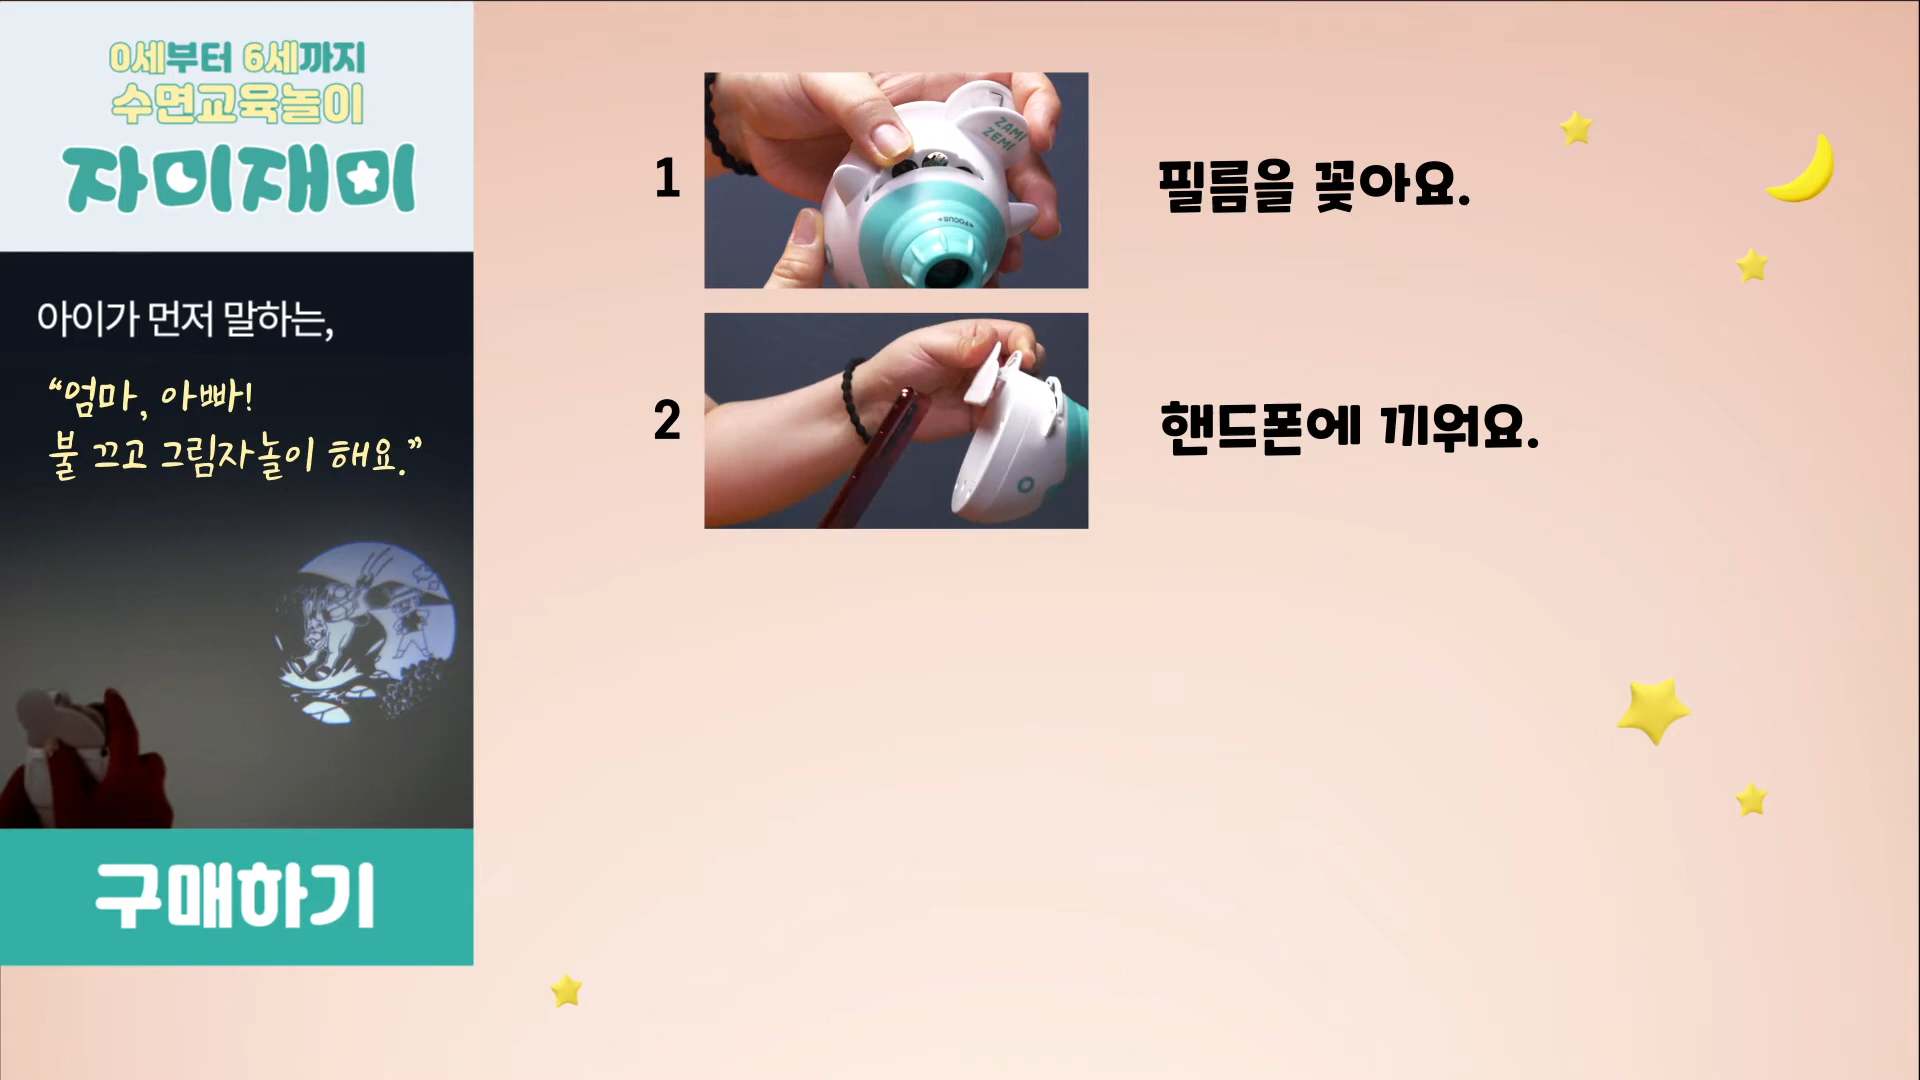 0세부터 6세까지
수면교육놀이
자미재미
아이가 먼저 말하는,
“엄마, 아빠!
불 끄고 그림자놀이 해요.”
구매하기
1
ZAMI
ZEMI
FOCUS
필름을 꽂아요.
2
핸드폰에 끼워요.